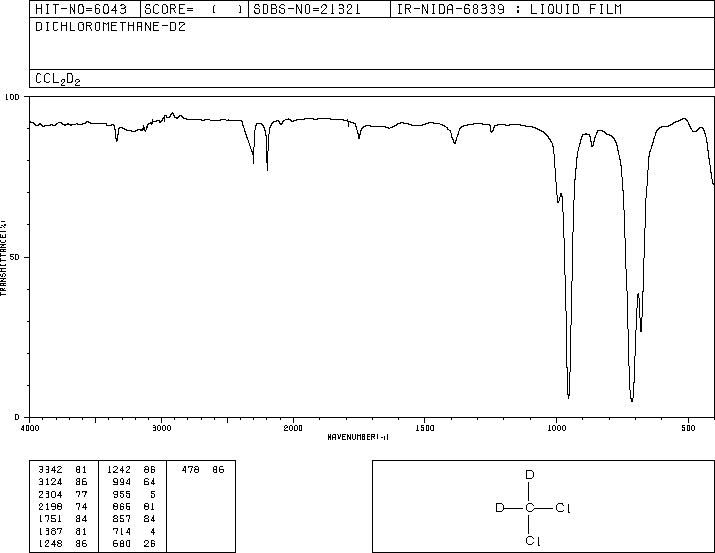 HIT-NO=6043 SCORE= ( ) SDBS-NO=21321 IR-NIDA-68339 : LIQUID FILM
DICHLOROMETHANE-D2
CCL2D2
100
50
0
TRANSMITTANCE(%)
4000 3000 2000 1500 1000 500
WAVENUMBER(-1)
3342 81 1242 86 478 86
3124 86 994 64
2304 77 955 5
2198 74 866 81
1751 84 857 84
1387 81 714 4
1248 86 680 26
D
D C Cl
Cl